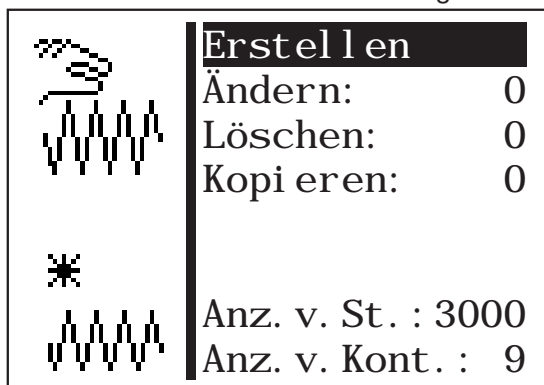 Erstellen
Ändern: 0
Löschen: 0
Kopieren: 0
Anz. v. St. : 3000
Anz. v. Kont. : 9